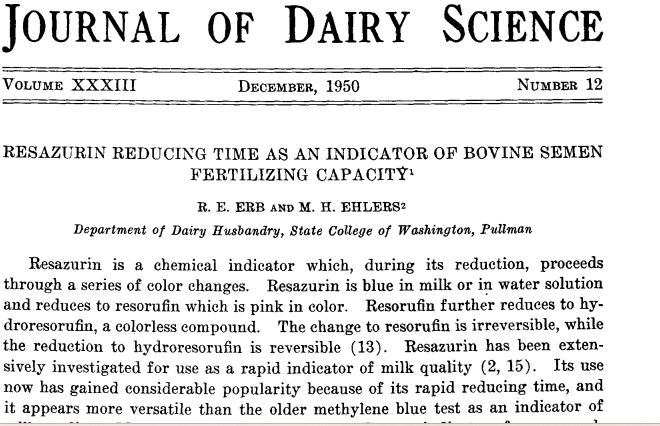 JOURNAL OF DAIRY SCIENCE
VOLUME XXXIII DECEMBER, 1950 NUMBER 12
RESAZURIN REDUCING TIME AS AN INDICATOR OF BOVINE SEMEN
FERTILIZING CAPACITY¹
R. E. ERB AND M. H. EHLERS²
Department of Dairy Husbandry, State College of Washington, Pullman
Resazurin is a chemical indicator which, during its reduction, proceeds
through a series of color changes. Resazurin is blue in milk or in water solution
and reduces to resorufin which is pink in color. Resorufin further reduces to hy-
droresorufin, a colorless compound. The change to resorufin is irreversible, while
the reduction to hydroresorufin is reversible (13). Resazurin has been exten-
sively investigated for use as a rapid indicator of milk quality (2, 15). Its use
now has gained considerable popularity because of its rapid reducing time, and
it appears more versatile than the older methylene blue test as an indicator of